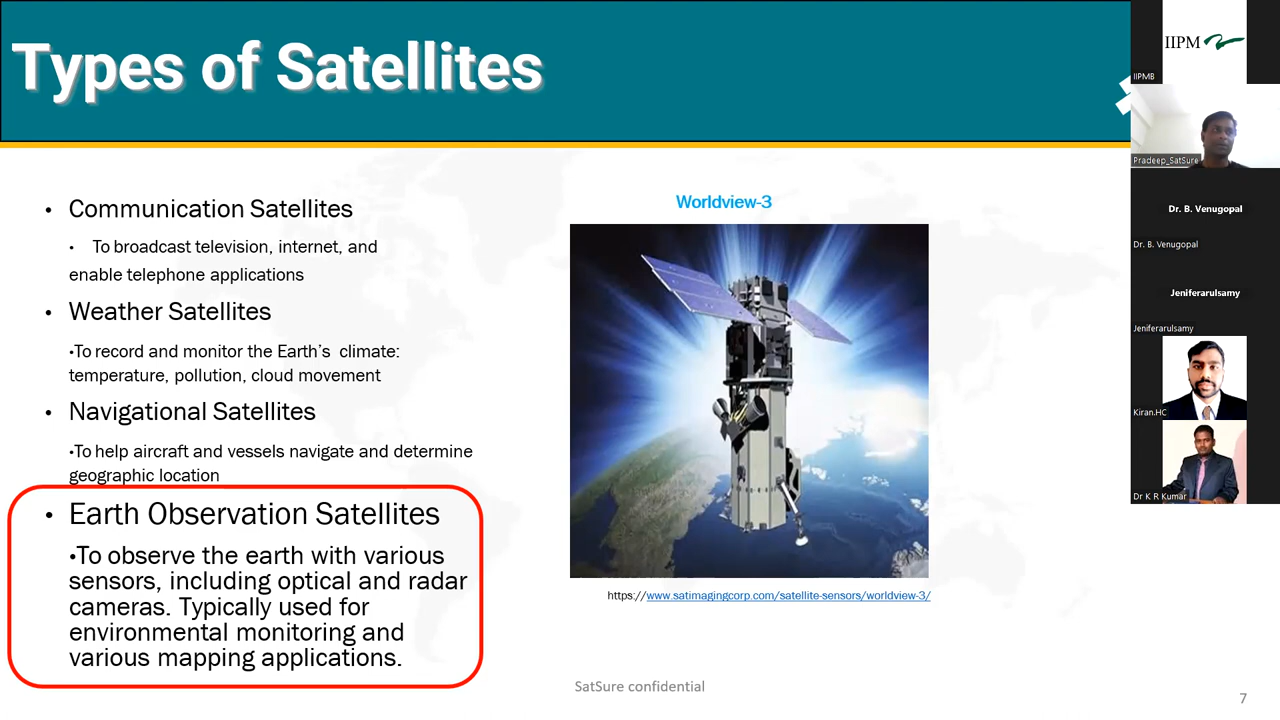 Types of Satellites
• Communication Satellites
• To broadcast television, internet, and
enable telephone applications
• Weather Satellites
•To record and monitor the Earth’s climate:
temperature, pollution, cloud movement
• Navigational Satellites
•To help aircraft and vessels navigate and determine
geographic location
• Earth Observation Satellites
•To observe the earth with various
sensors, including optical and radar
cameras. Typically used for
environmental monitoring and
various mapping applications.
Worldview-3
https://www.satimagingcorp.com/satellite-sensors/worldview-3/
SatSure confidential
7
IIPM
IIPMB
Pradeep_SatSure
Dr. B. Venugopal
Dr. B. Venugopal
Jeniferarulsamy
Jeniferarulsamy
Kiran.HC
Dr K R Kumar